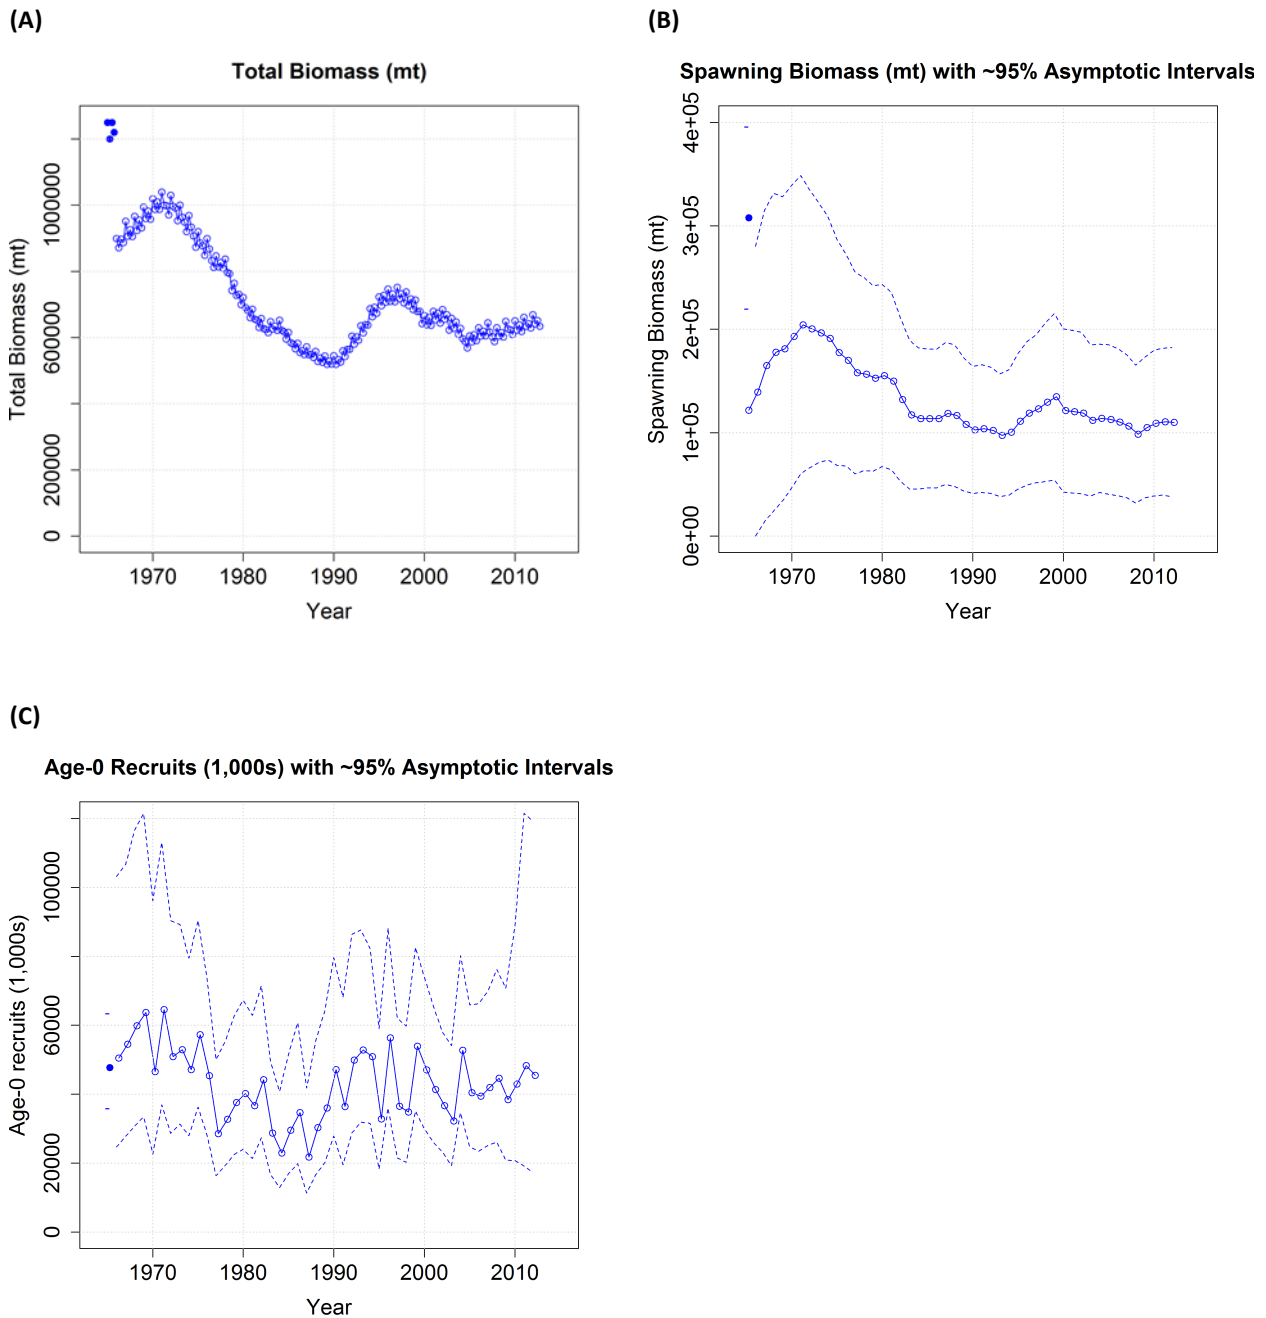 (A)
Total Biomass (mt)
Total Biomass (mt)
0
200000
600000
1000000
1970
1980
1990
2000
2010
Year
(B)
Spawning Biomass (mt) with ~95% Asymptotic Intervals
Spawning Biomass (mt)
0e+00
1e+05
2e+05
3e+05
4e+05
1970
1980
1990
2000
2010
Year
(C)
Age-0 Recruits (1,000s) with ~95% Asymptotic Intervals
Age-0 recruits (1,000s)
0
20000
60000
100000
1970
1980
1990
2000
2010
Year